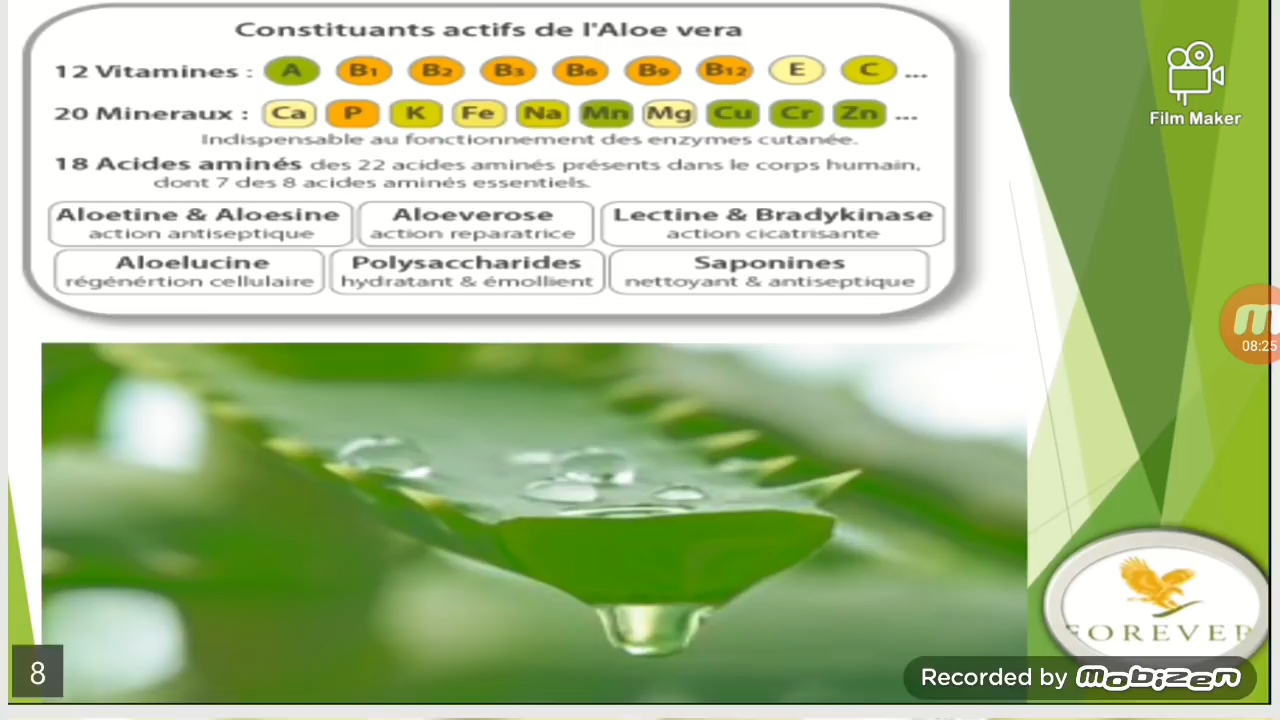 Constituants actifs de l'Aloe vera
12 Vitamines : A B1 B2 B3 B6 B9 B12 E C ...
20 Mineraux : Ca P K Fe Na Mn Mg Cu Cr Zn ...
Indispensable au fonctionnement des enzymes cutanée.
18 Acides aminés des 22 acides aminés présents dans le corps humain,
dont 7 des 8 acides aminés essentiels.
Aloetine & Aloesine
action antiseptique
Aloeverose
action reparatrice
Lectine & Bradykinase
action cicatrisante
Aloelucine
régénértion cellulaire
Polysaccharides
hydratant & émollient
Saponines
nettoyant & antiseptique
Film Maker
08:25
FOREVER
8
Recorded by Mobizen